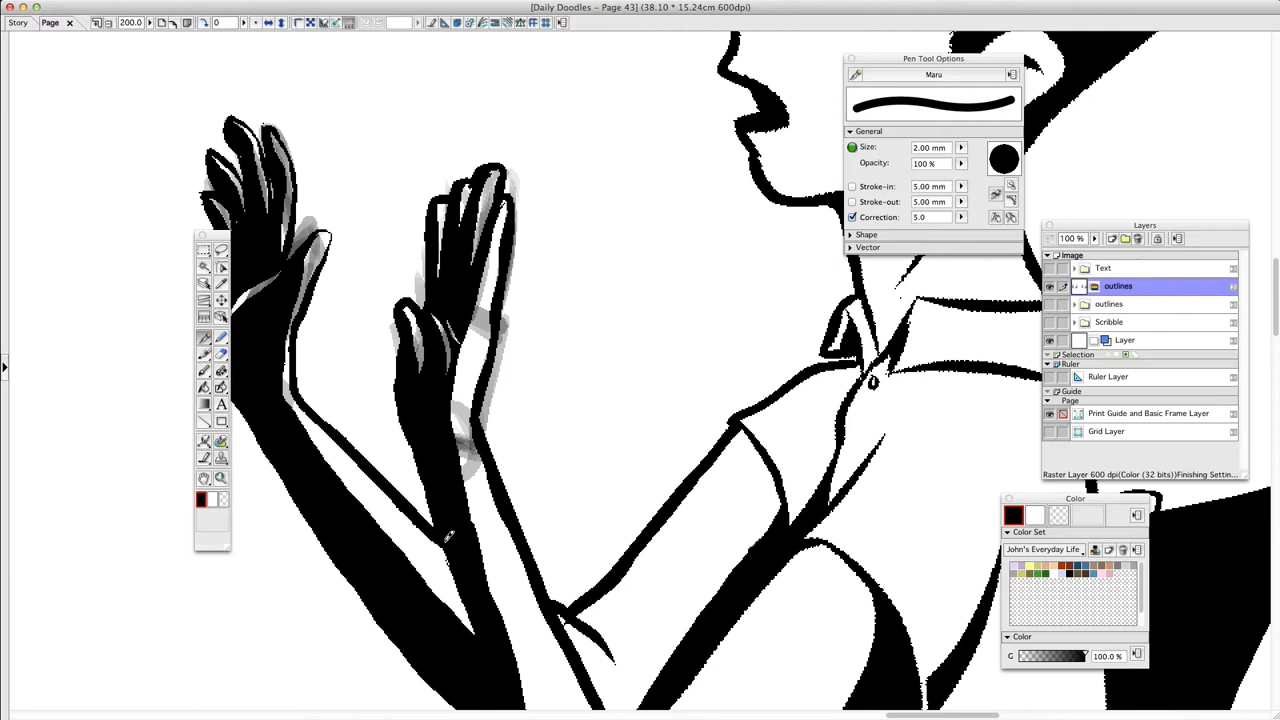 [Daily Doodles - Page 43] (38.10 * 15.24cm 600dpi)
Story Page 200.0 0
Pen Tool Options
Maru
General
Size: 2.00 mm
Opacity: 100 %
Stroke-in: 5.00 mm
Stroke-out: 5.00 mm
Correction: 5.0
Shape
Vector
Layers
100 %
Image
Text
outlines
outlines
Scribble
Layer
Selection
Ruler
Ruler Layer
Guide
Page
Print Guide and Basic Frame Layer
Grid Layer
Raster Layer 600 dpi(Color (32 bits))Finishing Settin...
Color
Color Set
John's Everyday Life
Color
G 100.0 %
A